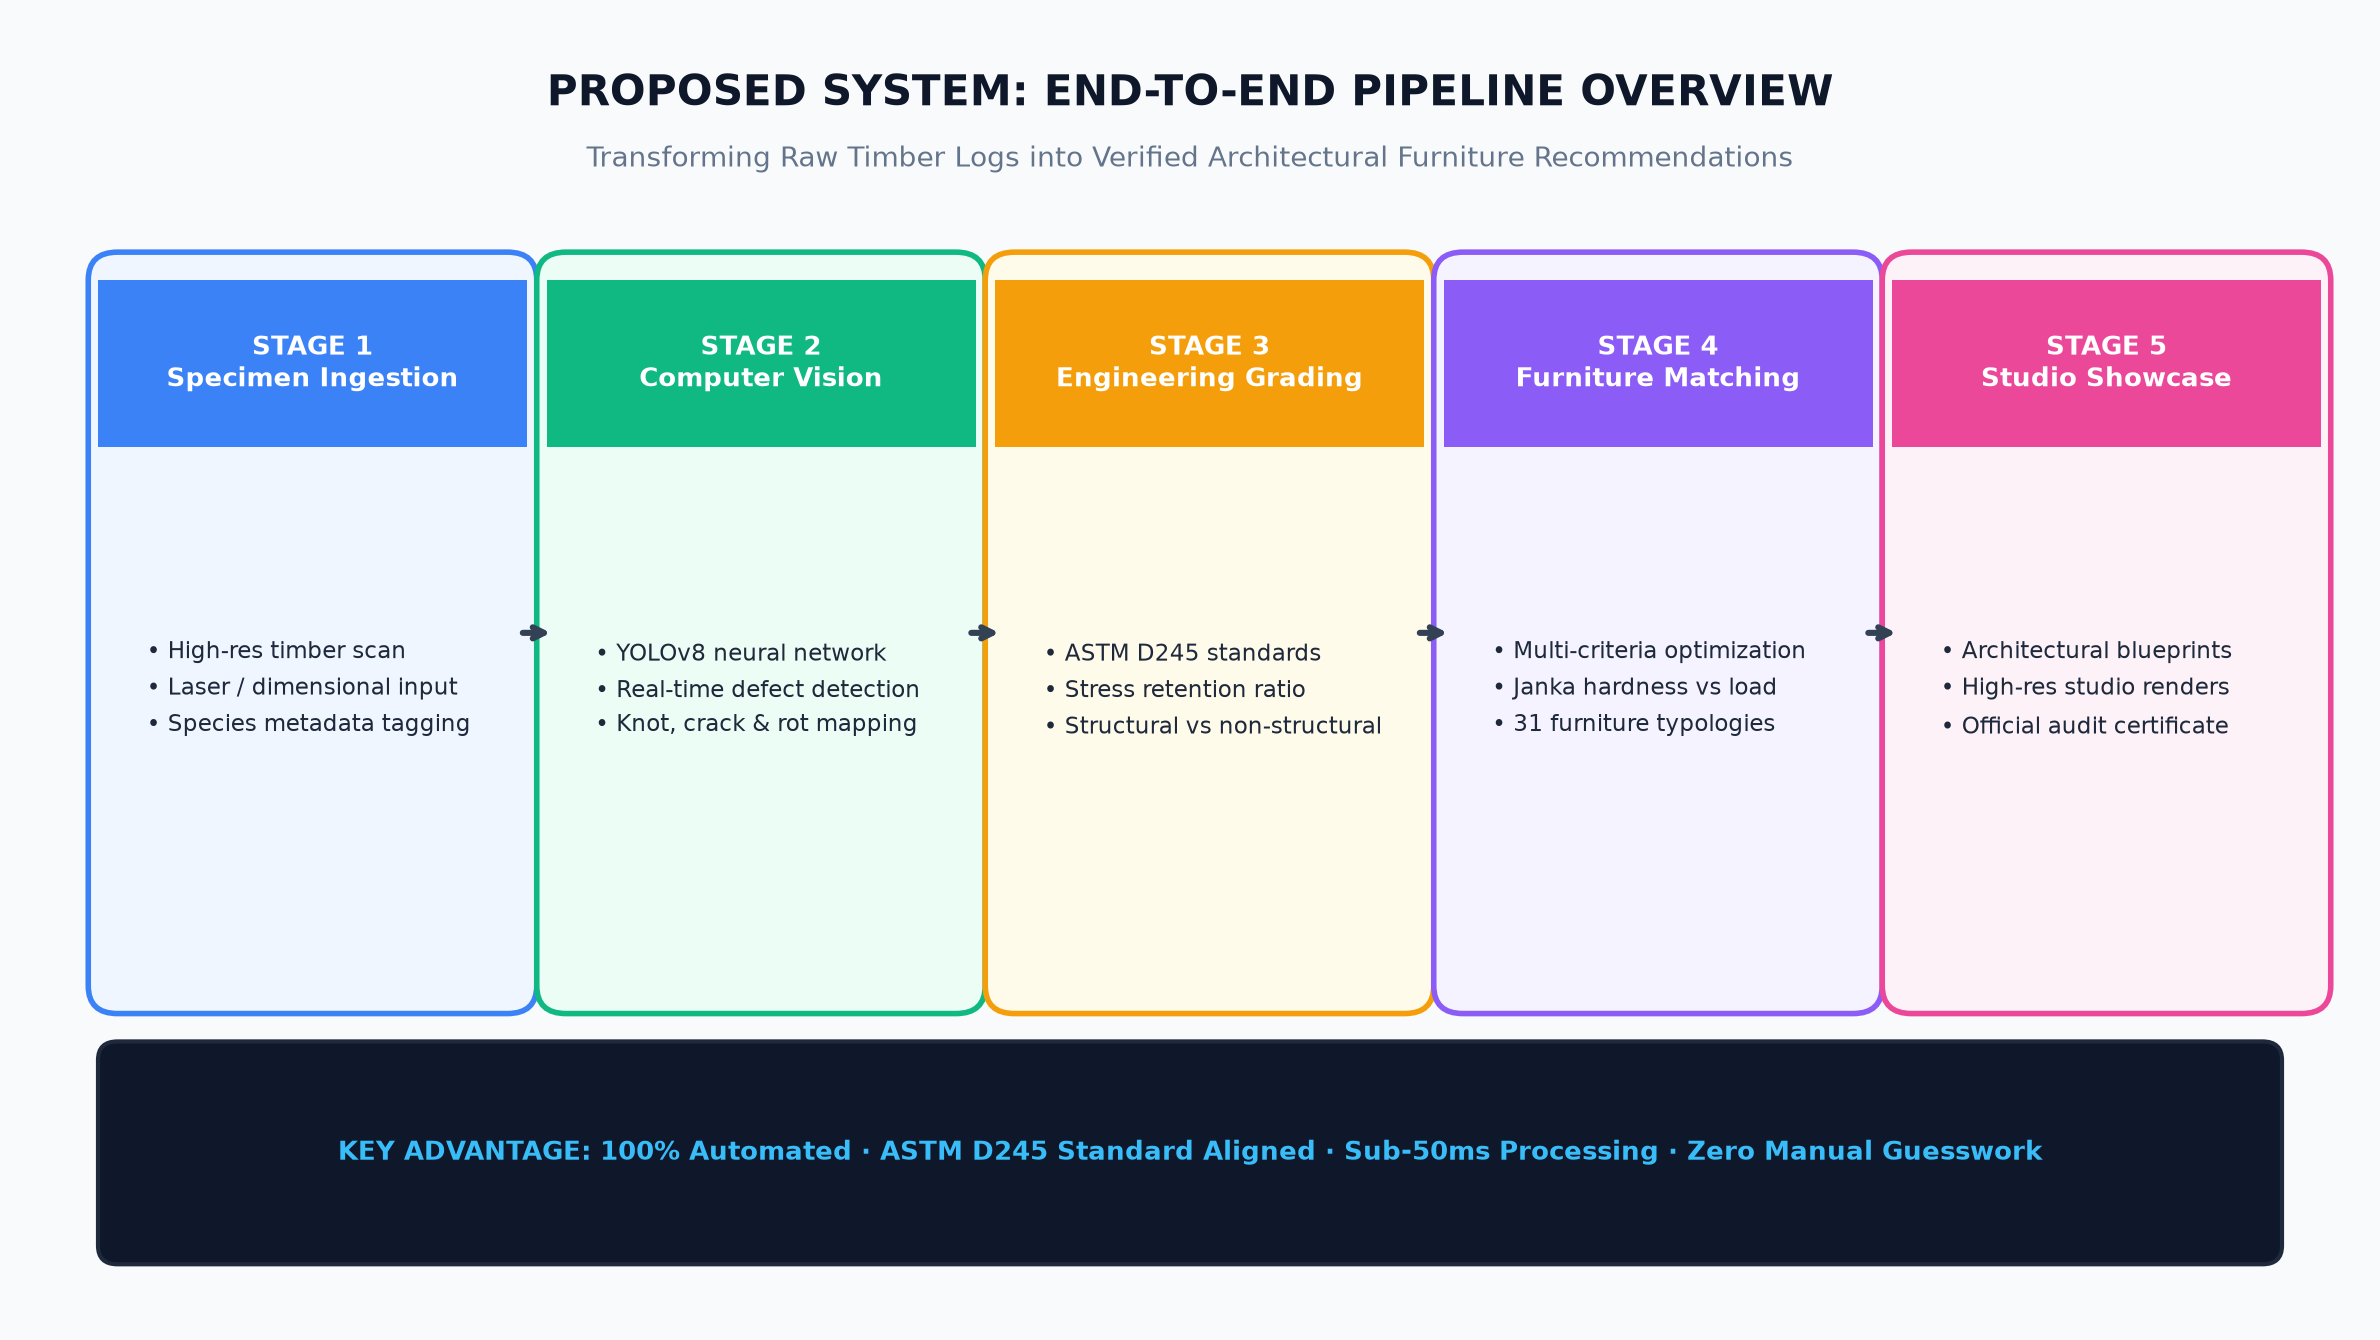 PROPOSED SYSTEM: END-TO-END PIPELINE OVERVIEW
Transforming Raw Timber Logs into Verified Architectural Furniture Recommendations
STAGE 1
Specimen Ingestion
• High-res timber scan
• Laser / dimensional input
• Species metadata tagging
STAGE 2
Computer Vision
• YOLOv8 neural network
• Real-time defect detection
• Knot, crack & rot mapping
STAGE 3
Engineering Grading
• ASTM D245 standards
• Stress retention ratio
• Structural vs non-structural
STAGE 4
Furniture Matching
• Multi-criteria optimization
• Janka hardness vs load
• 31 furniture typologies
STAGE 5
Studio Showcase
• Architectural blueprints
• High-res studio renders
• Official audit certificate
KEY ADVANTAGE: 100% Automated · ASTM D245 Standard Aligned · Sub-50ms Processing · Zero Manual Guesswork